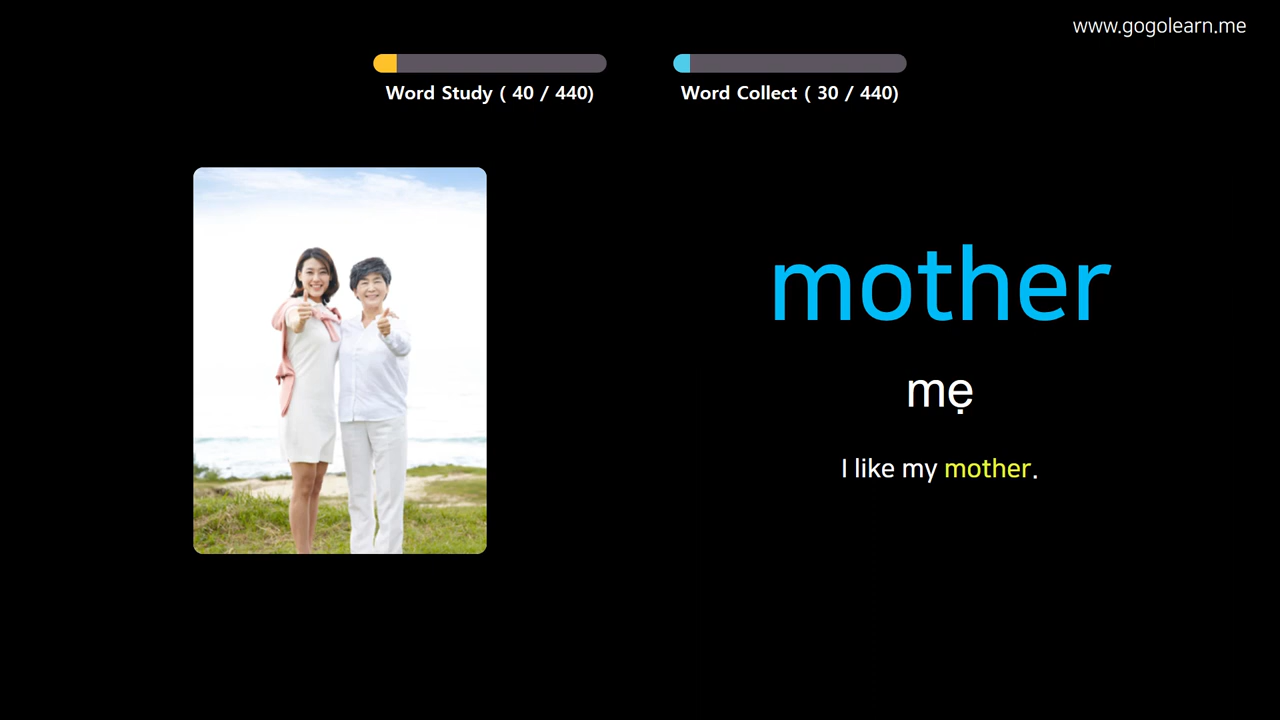 www.gogolearn.me
Word Study ( 40 / 440)
Word Collect ( 30 / 440)
mother
mẹ
I like my mother.